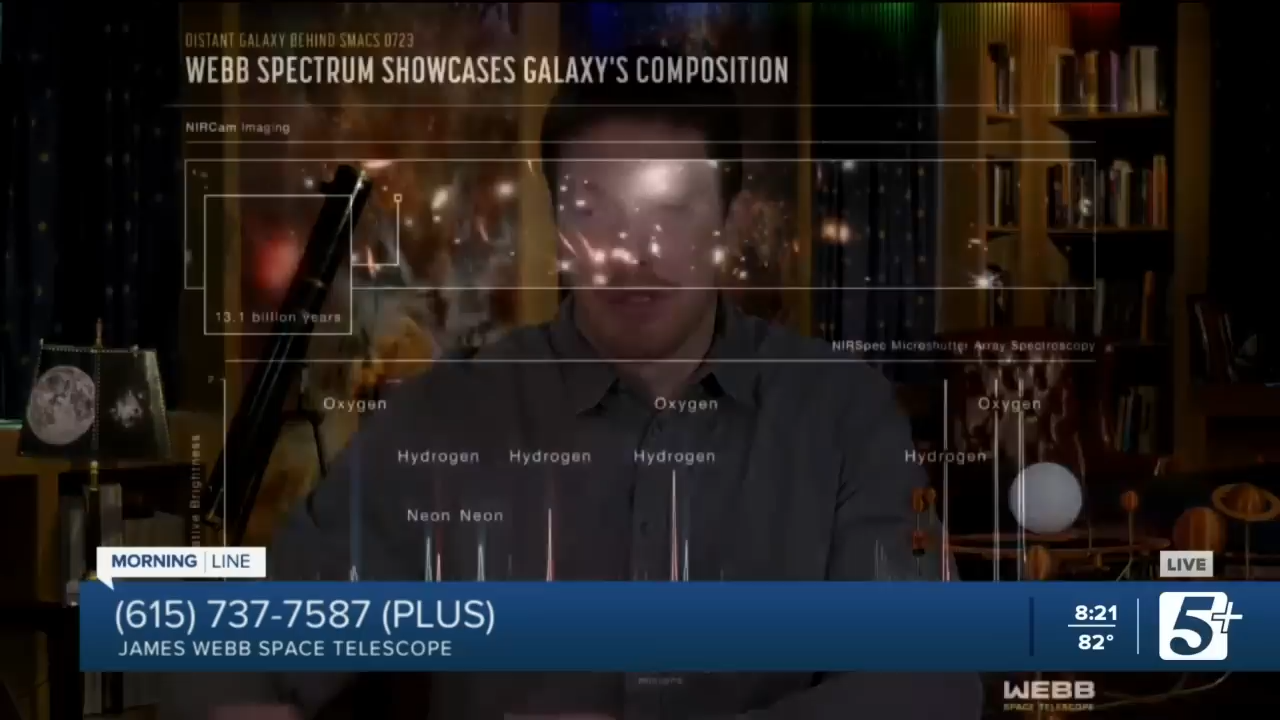 DISTANT GALAXY BEHIND SMACS 0723
WEBB SPECTRUM SHOWCASES GALAXY'S COMPOSITION
NIRCam Imaging
13.1 billion years
NIRSpec Microshutter Array Spectroscopy
Oxygen Oxygen Oxygen
Hydrogen Hydrogen Hydrogen Hydrogen
Neon Neon
Brightness
MORNING | LINE
LIVE
(615) 737-7587 (PLUS)
JAMES WEBB SPACE TELESCOPE
8:21
82°
5+
WEBB
SPACE TELESCOPE